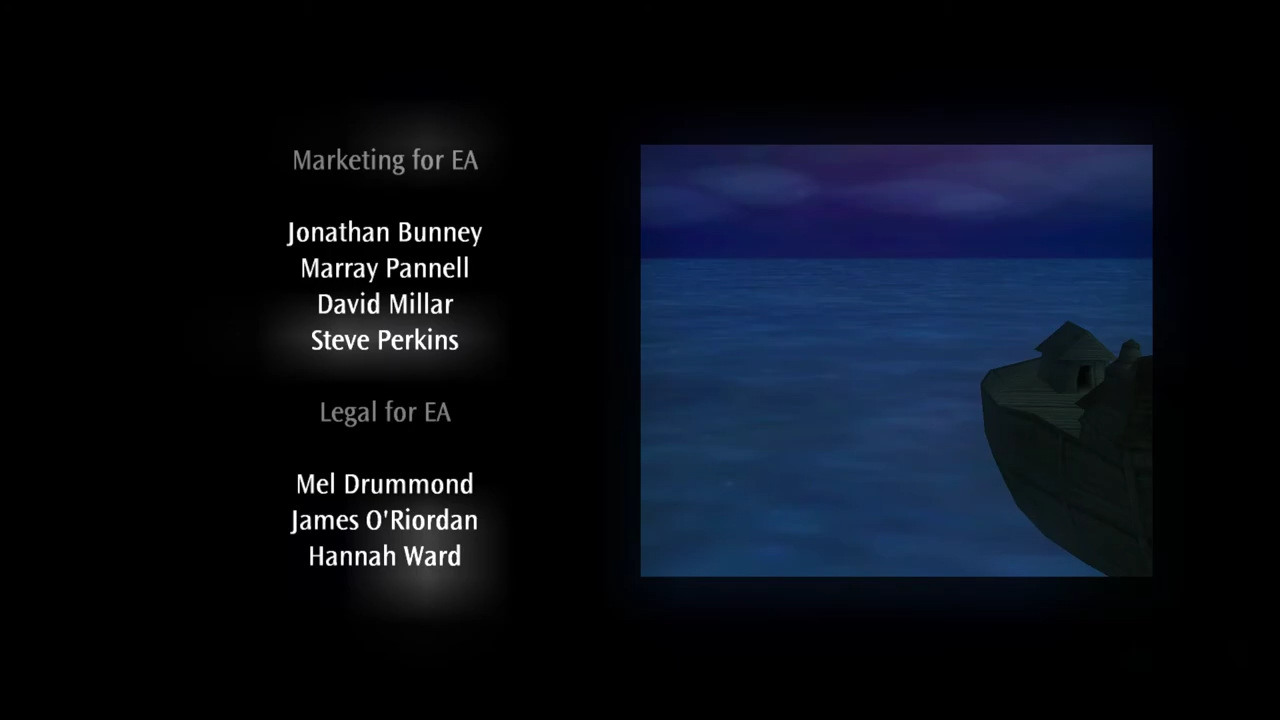 Marketing for EA
Jonathan Bunney
Marray Pannell
David Millar
Steve Perkins
Legal for EA
Mel Drummond
James O'Riordan
Hannah Ward